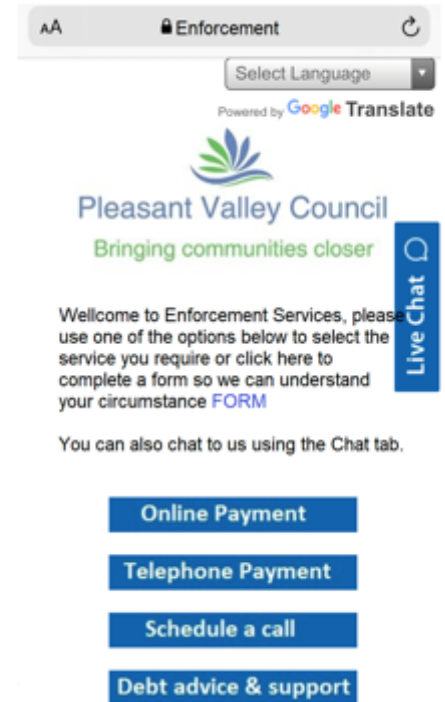 AA Enforcement
Select Language
Powered by Google Translate
Pleasant Valley Council
Bringing communities closer
Live Chat
Wellcome to Enforcement Services, please
use one of the options below to select the
service you require or click here to
complete a form so we can understand
your circumstance FORM
You can also chat to us using the Chat tab.
Online Payment
Telephone Payment
Schedule a call
Debt advice & support